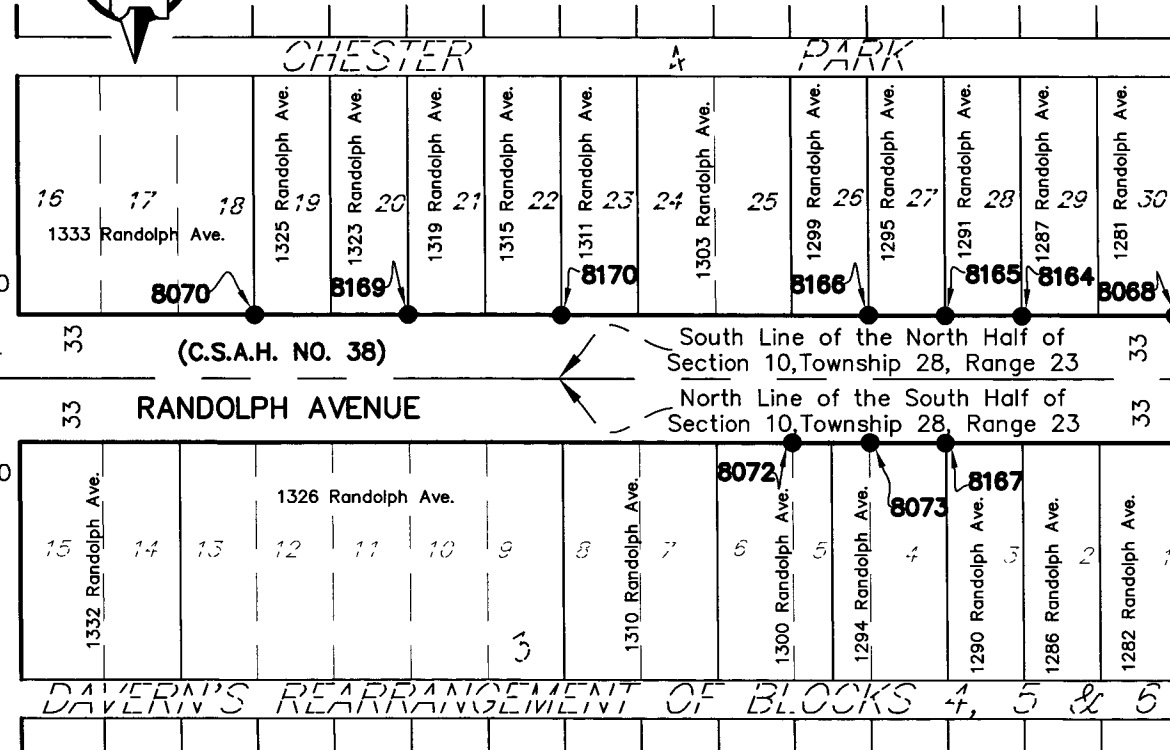 CHESTER 4 PARK
1325 Randolph Ave.
1323 Randolph Ave.
1319 Randolph Ave.
1315 Randolph Ave.
1311 Randolph Ave.
1303 Randolph Ave.
1299 Randolph Ave.
1295 Randolph Ave.
1291 Randolph Ave.
1287 Randolph Ave.
1281 Randolph Ave.
16 17 18 19 20 21 22 23 24 25 26 27 28 29 30
1333 Randolph Ave.
8070 8169 8170 8166 8165 8164 8068
0
33
(C.S.A.H. NO. 38)
South Line of the North Half of
Section 10,Township 28, Range 23
33
33
RANDOLPH AVENUE
North Line of the South Half of
Section 10,Township 28, Range 23
33
0
8072 8073 8167
1326 Randolph Ave.
1332 Randolph Ave.
1310 Randolph Ave.
1300 Randolph Ave.
1294 Randolph Ave.
1290 Randolph Ave.
1286 Randolph Ave.
1282 Randolph Ave.
15 14 13 12 11 10 9 8 7 6 5 4 3 2 1
3
DAVERN'S REARRANGEMENT OF BLOCKS 4, 5 & 6